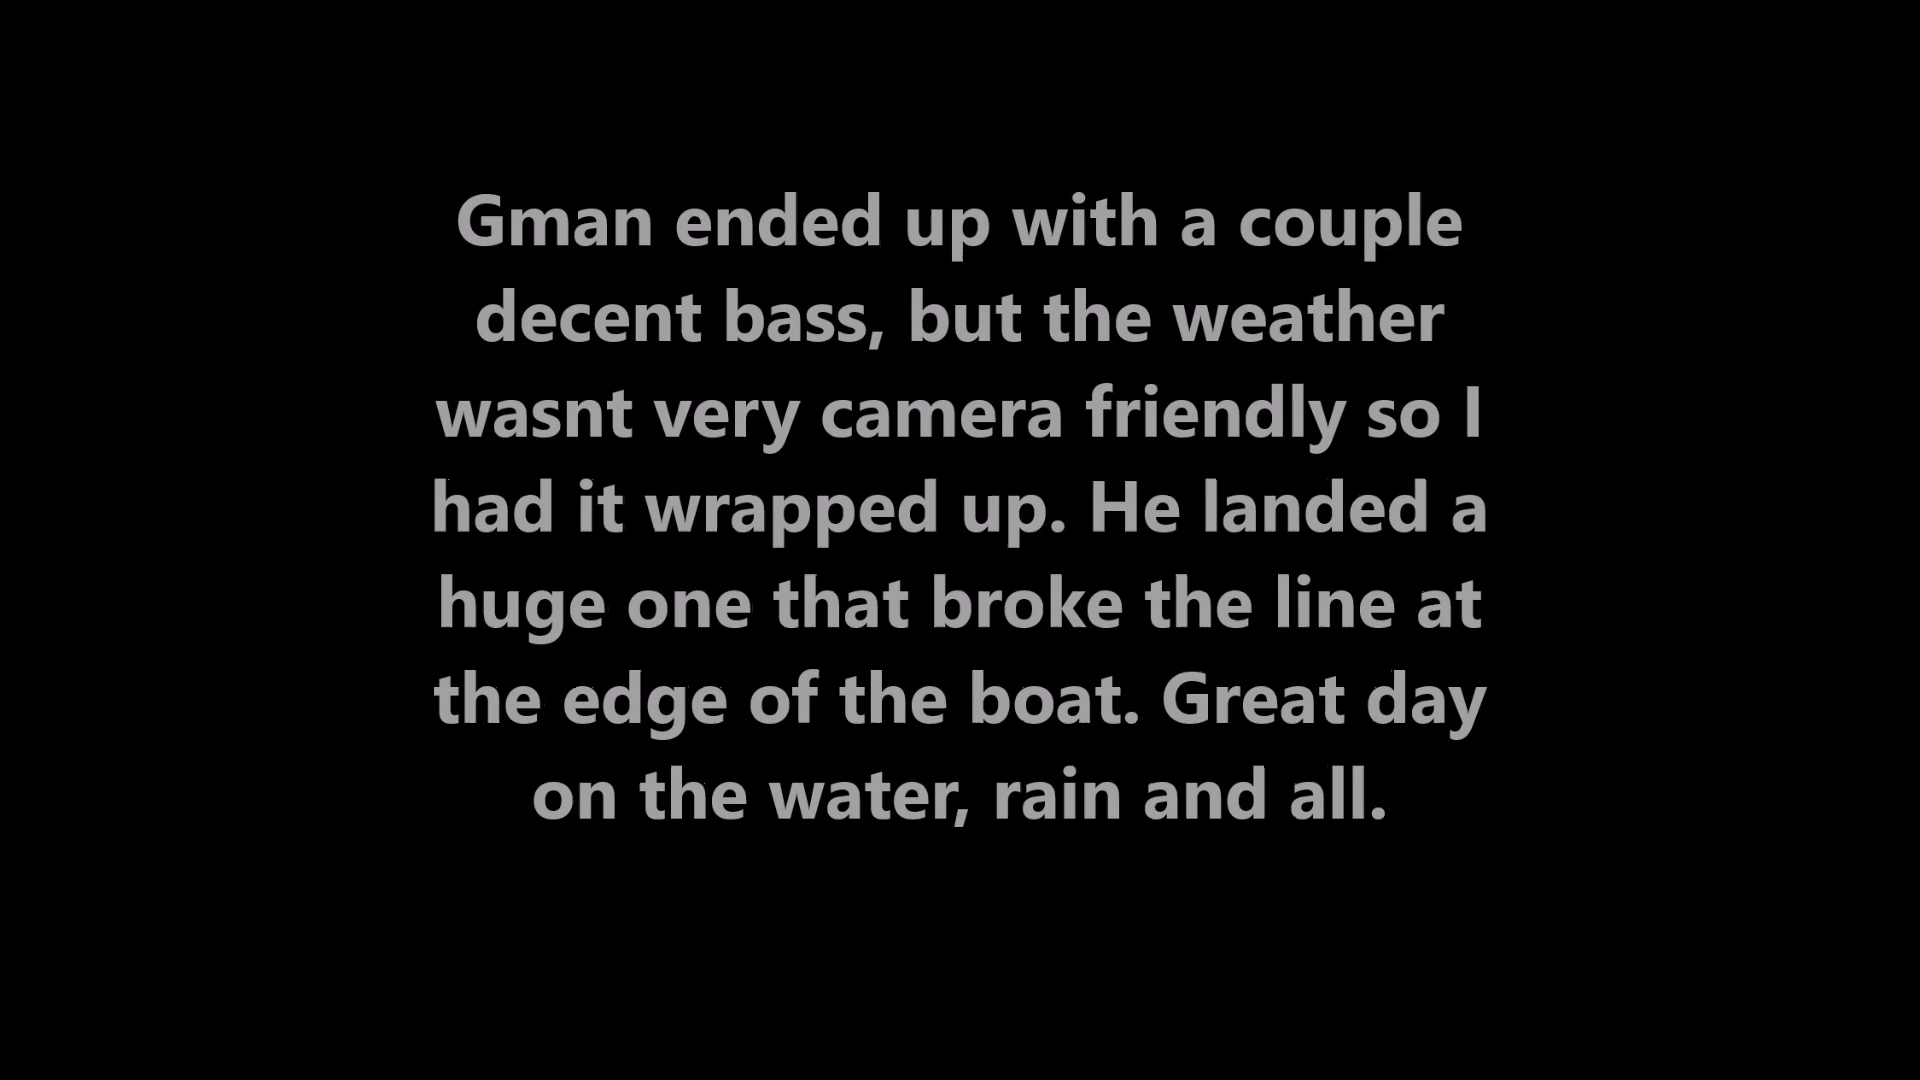 Gman ended up with a couple
decent bass, but the weather
wasnt very camera friendly so I
had it wrapped up. He landed a
huge one that broke the line at
the edge of the boat. Great day
on the water, rain and all.